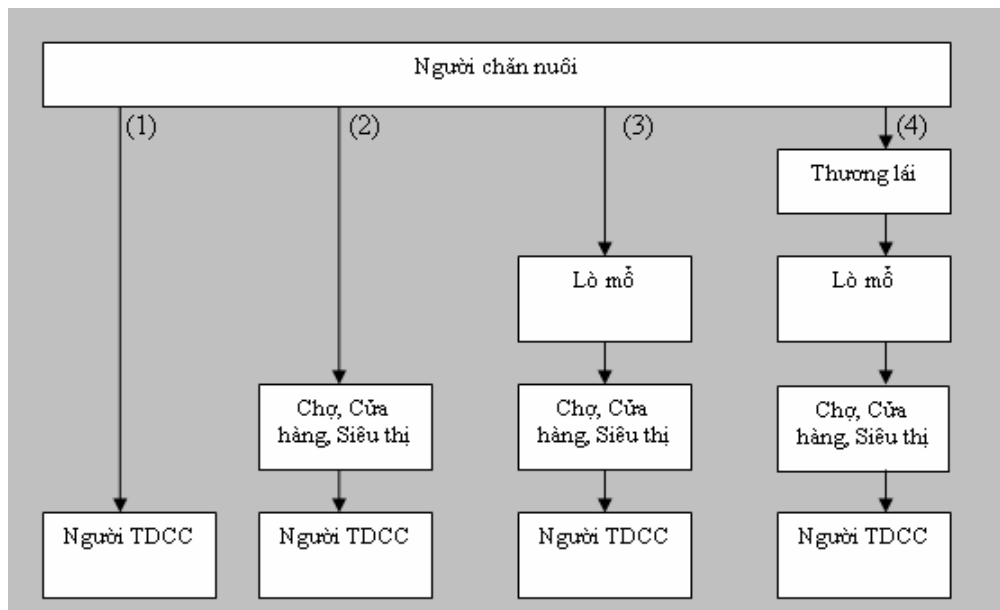 Người chăn nuôi
(1)
(2)
(3)
(4)
Thương lái
Lò mổ
Lò mổ
Chợ, Cửa
hàng, Siêu thị
Chợ, Cửa
hàng, Siêu thị
Chợ, Cửa
hàng, Siêu thị
Người TDCC
Người TDCC
Người TDCC
Người TDCC